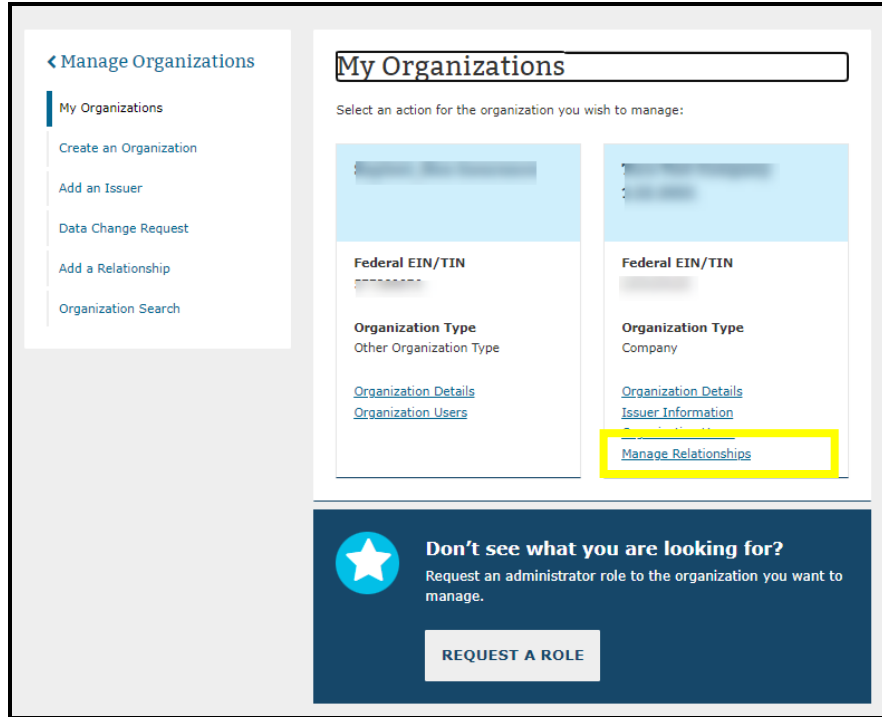 Manage Organizations
My Organizations
Create an Organization
Add an Issuer
Data Change Request
Add a Relationship
Organization Search
My Organizations
Select an action for the organization you wish to manage:
Federal EIN/TIN
Organization Type
Other Organization Type
Organization Details
Organization Users
Federal EIN/TIN
Organization Type
Company
Organization Details
Issuer Information
Manage Relationships
Don’t see what you are looking for?
Request an administrator role to the organization you want to
manage.
REQUEST A ROLE